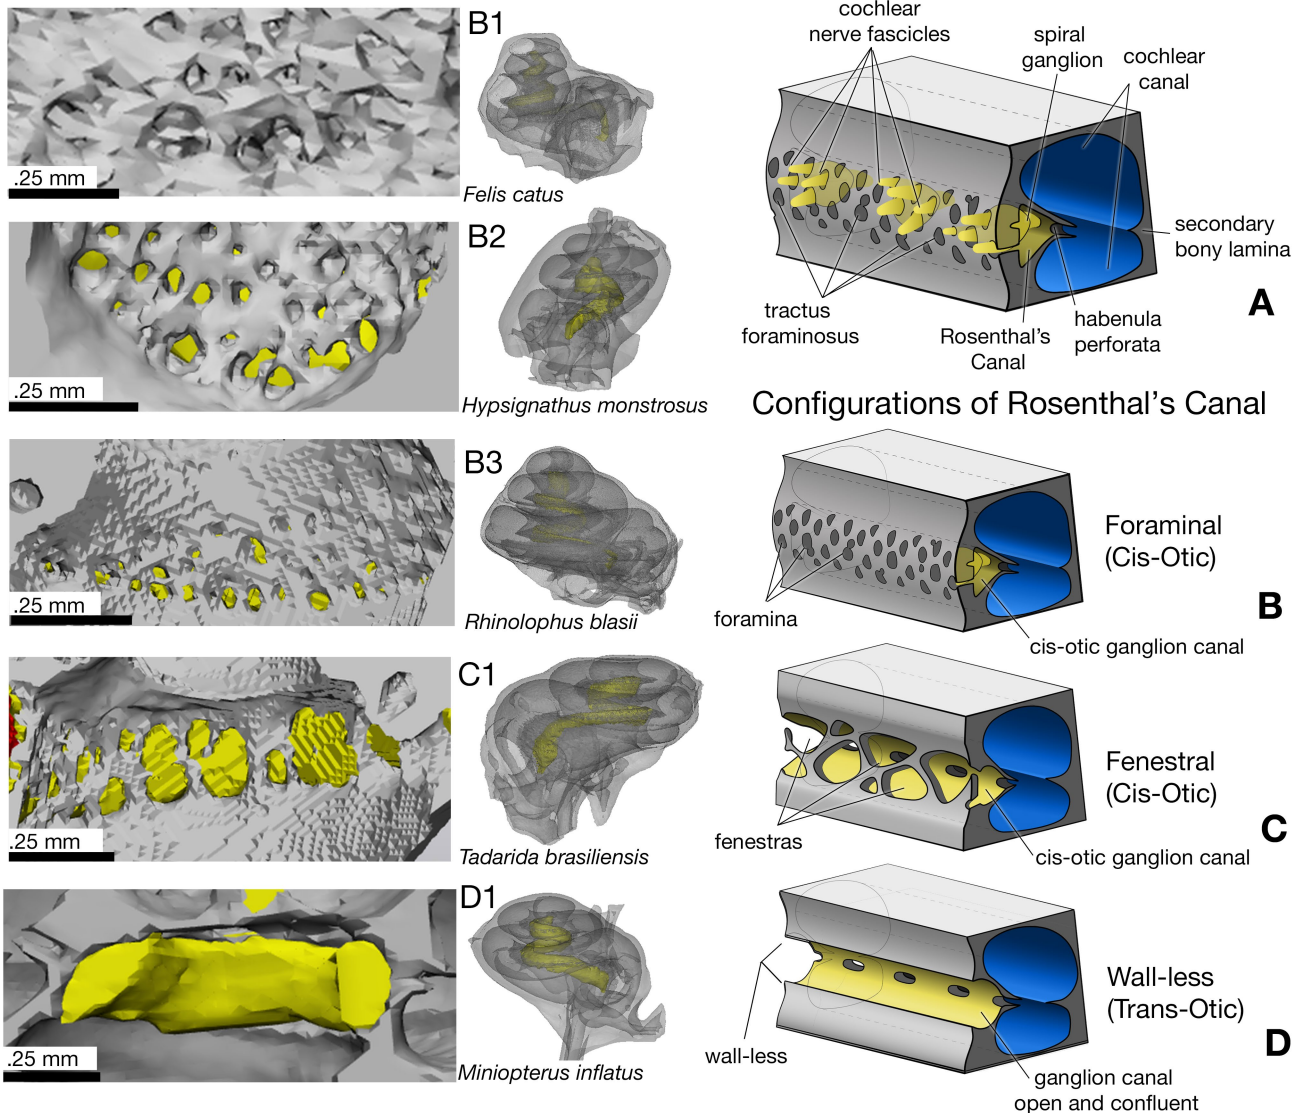 B1
.25 mm
Felis catus
B2
.25 mm
Hypsignathus monstrosus
B3
.25 mm
Rhinolophus blasii
C1
.25 mm
Tadarida brasiliensis
D1
.25 mm
Miniopterus inflatus
cochlear
nerve fascicles
spiral
ganglion
cochlear
canal
secondary
bony lamina
tractus
foraminosus
Rosenthal's
Canal
habenula
perforata
A
Configurations of Rosenthal's Canal
Foraminal
(Cis-Otic)
B
foramina
cis-otic ganglion canal
Fenestral
(Cis-Otic)
C
fenestras
cis-otic ganglion canal
Wall-less
(Trans-Otic)
D
wall-less
ganglion canal
open and confluent